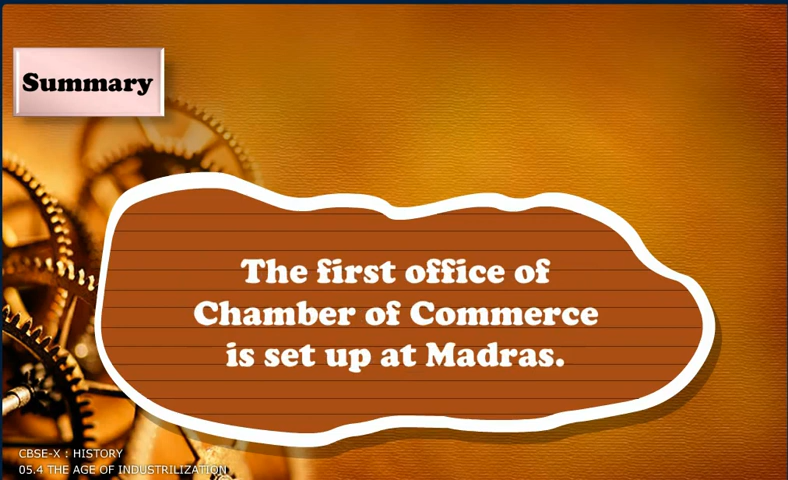 Summary
The first office of
Chamber of Commerce
is set up at Madras.
CBSE-X : HISTORY
05.4 THE AGE OF INDUSTRILIZATION